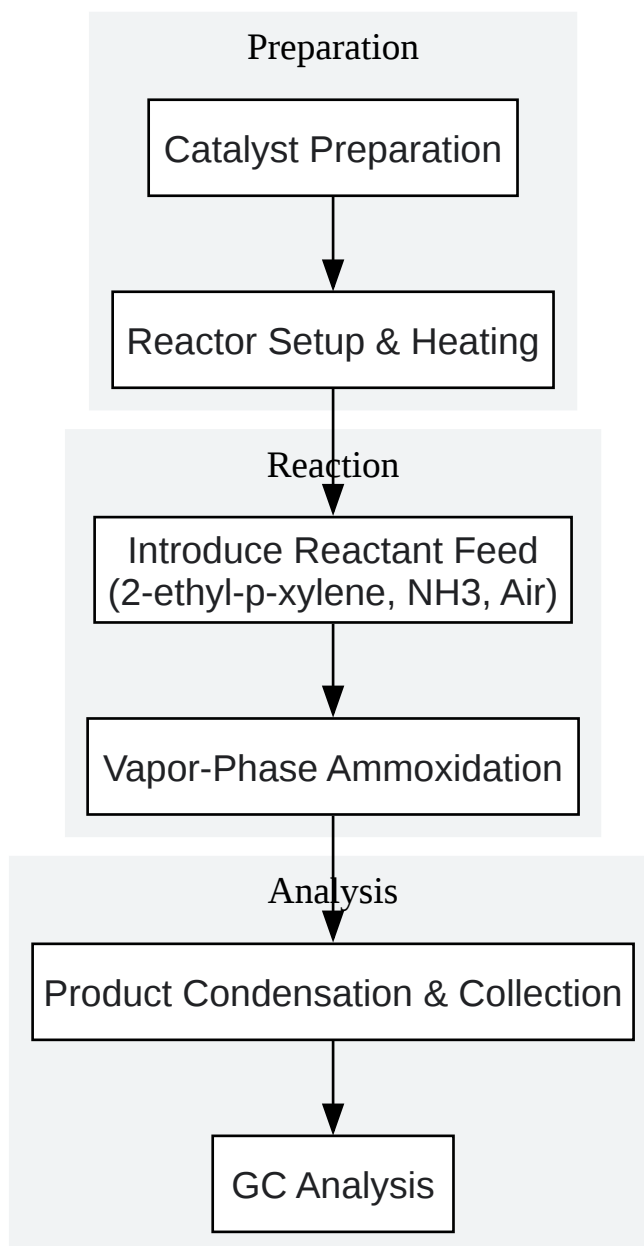 Preparation
Catalyst Preparation
Reactor Setup & Heating
Reaction
Introduce Reactant Feed
(2-ethyl-p-xylene, NH3, Air)
Vapor-Phase Ammoxidation
Analysis
Product Condensation & Collection
GC Analysis